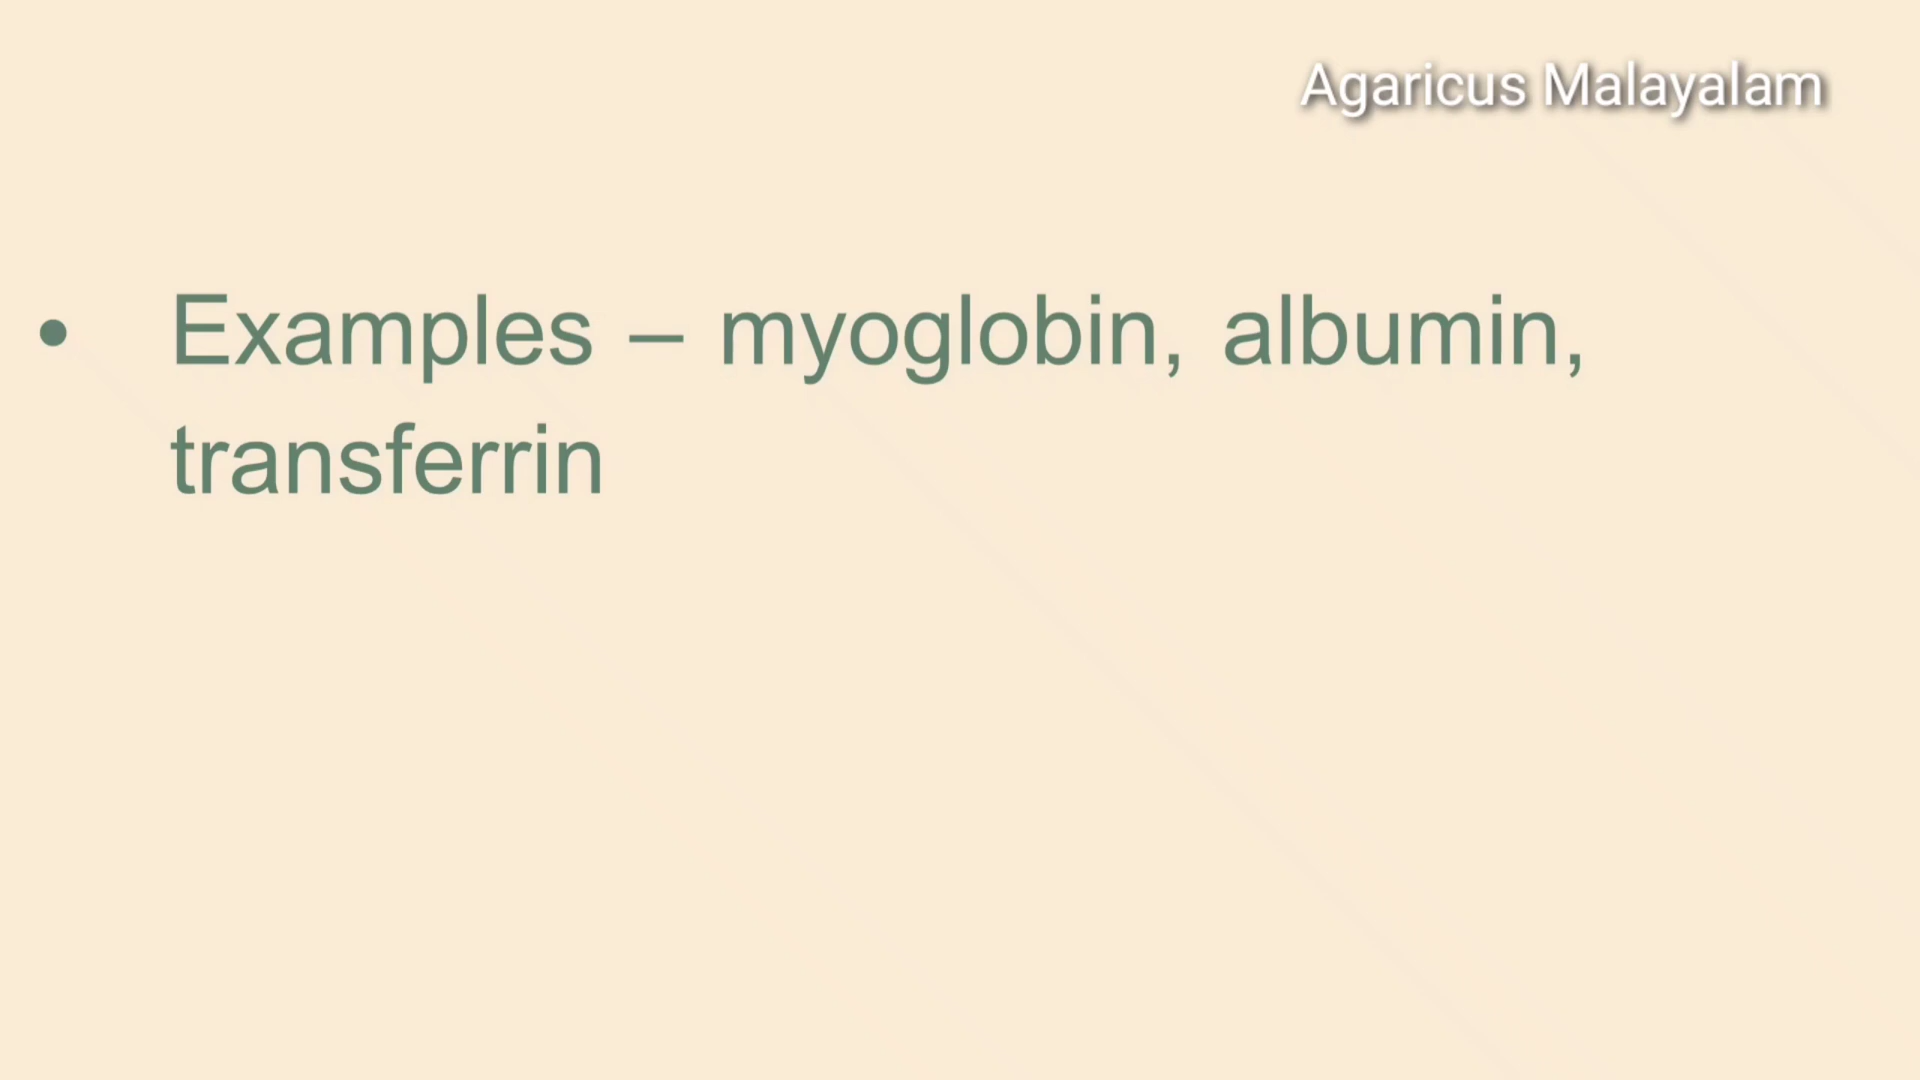 Agaricus Malayalam
• Examples – myoglobin, albumin,
transferrin